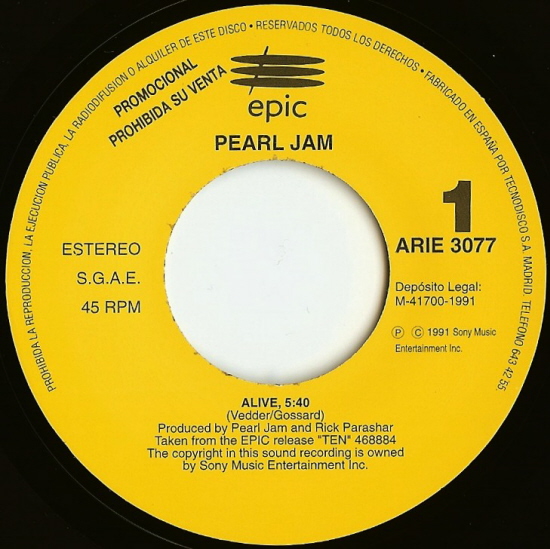 PROHIBIDA LA REPRODUCCION, LA EJECUCION PUBLICA, LA RADIODIFUSION O ALQUILER DE ESTE DISCO • RESERVADOS TODOS LOS DERECHOS • FABRICADO EN ESPAÑA POR TECNODISCO S.A. MADRID. TELEFONO 643 42 55
PROMOCIONAL
PROHIBIDA SU VENTA
epic
PEARL JAM
1
ESTEREO
ARIE 3077
S.G.A.E.
45 RPM
Depósito Legal:
M-41700-1991
Ⓟ © 1991 Sony Music
Entertainment Inc.
ALIVE, 5:40
(Vedder/Gossard)
Produced by Pearl Jam and Rick Parashar
Taken from the EPIC release "TEN" 468884
The copyright in this sound recording is owned
by Sony Music Entertainment Inc.